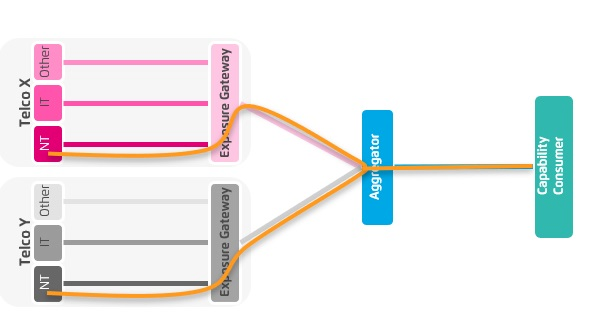 Telco X
Other
IT
NT
Exposure Gateway
Telco Y
Other
IT
NT
Exposure Gateway
Aggregator
Capability
Consumer